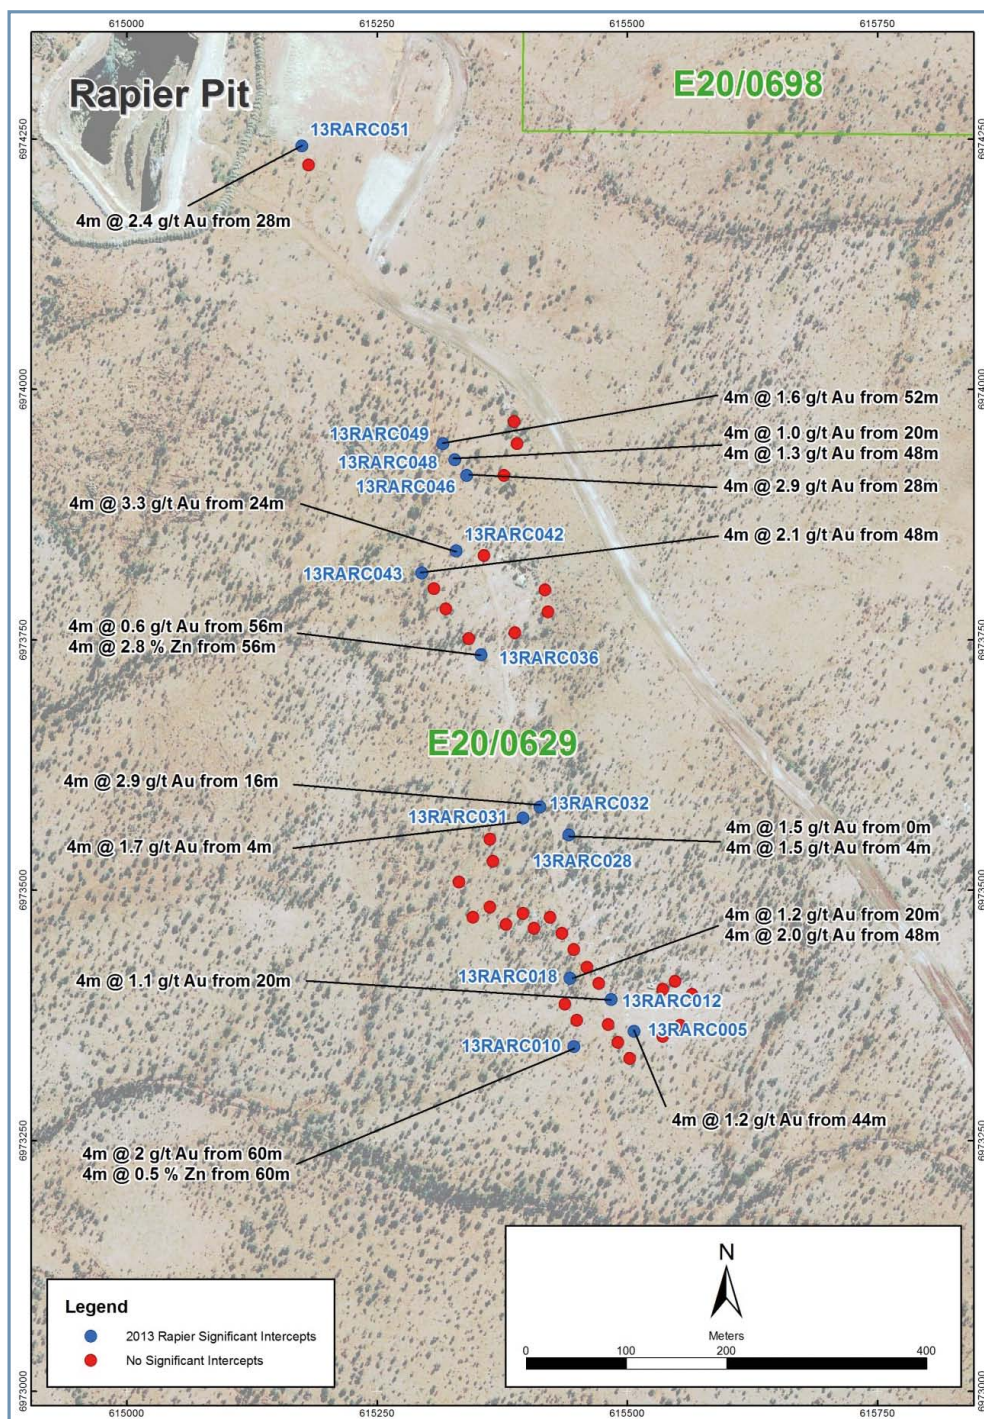 615000
615250
615500
615750
Rapier Pit
E20/0698
13RARC051
6974250
6974250
4m @ 2.4 g/t Au from 28m
6974000
6974000
4m @ 1.6 g/t Au from 52m
13RARC049
4m @ 1.0 g/t Au from 20m
4m @ 1.3 g/t Au from 48m
13RARC048
13RARC046
4m @ 2.9 g/t Au from 28m
4m @ 3.3 g/t Au from 24m
13RARC042
4m @ 2.1 g/t Au from 48m
13RARC043
4m @ 0.6 g/t Au from 56m
4m @ 2.8 % Zn from 56m
6973750
6973750
13RARC036
E20/0629
4m @ 2.9 g/t Au from 16m
13RARC032
13RARC031
4m @ 1.5 g/t Au from 0m
4m @ 1.5 g/t Au from 4m
4m @ 1.7 g/t Au from 4m
13RARC028
6973500
6973500
4m @ 1.2 g/t Au from 20m
4m @ 2.0 g/t Au from 48m
4m @ 1.1 g/t Au from 20m
13RARC018
13RARC012
13RARC005
13RARC010
4m @ 1.2 g/t Au from 44m
6973250
6973250
4m @ 2 g/t Au from 60m
4m @ 0.5 % Zn from 60m
N
Meters
0 100 200 400
Legend
2013 Rapier Significant Intercepts
No Significant Intercepts
6973000
6973000
615000
615250
615500
615750